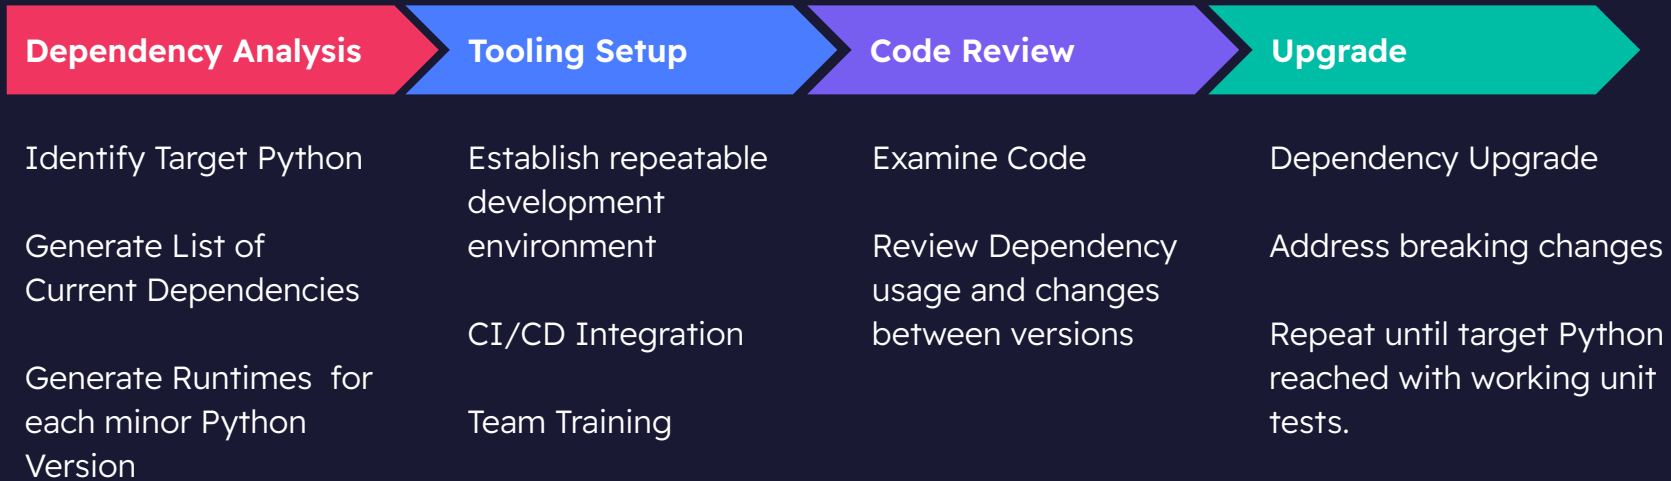 Dependency Analysis
Identify Target Python
Generate List of
Current Dependencies
Generate Runtimes  for
each minor Python
Version
Tooling Setup
Establish repeatable
development
environment
CI/CD Integration
Team Training
Code Review
Examine Code
Review Dependency
usage and changes
between versions
Upgrade
Dependency Upgrade
Address breaking changes
Repeat until target Python
reached with working unit
tests.